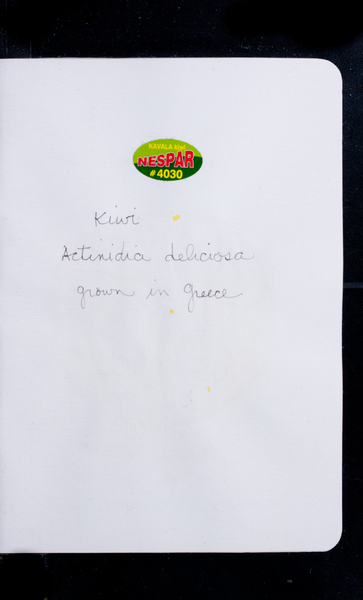 KAVALA kiwi
NESPAR
#4030
Kiwi
Actinidia deliciosa
grown in Greece